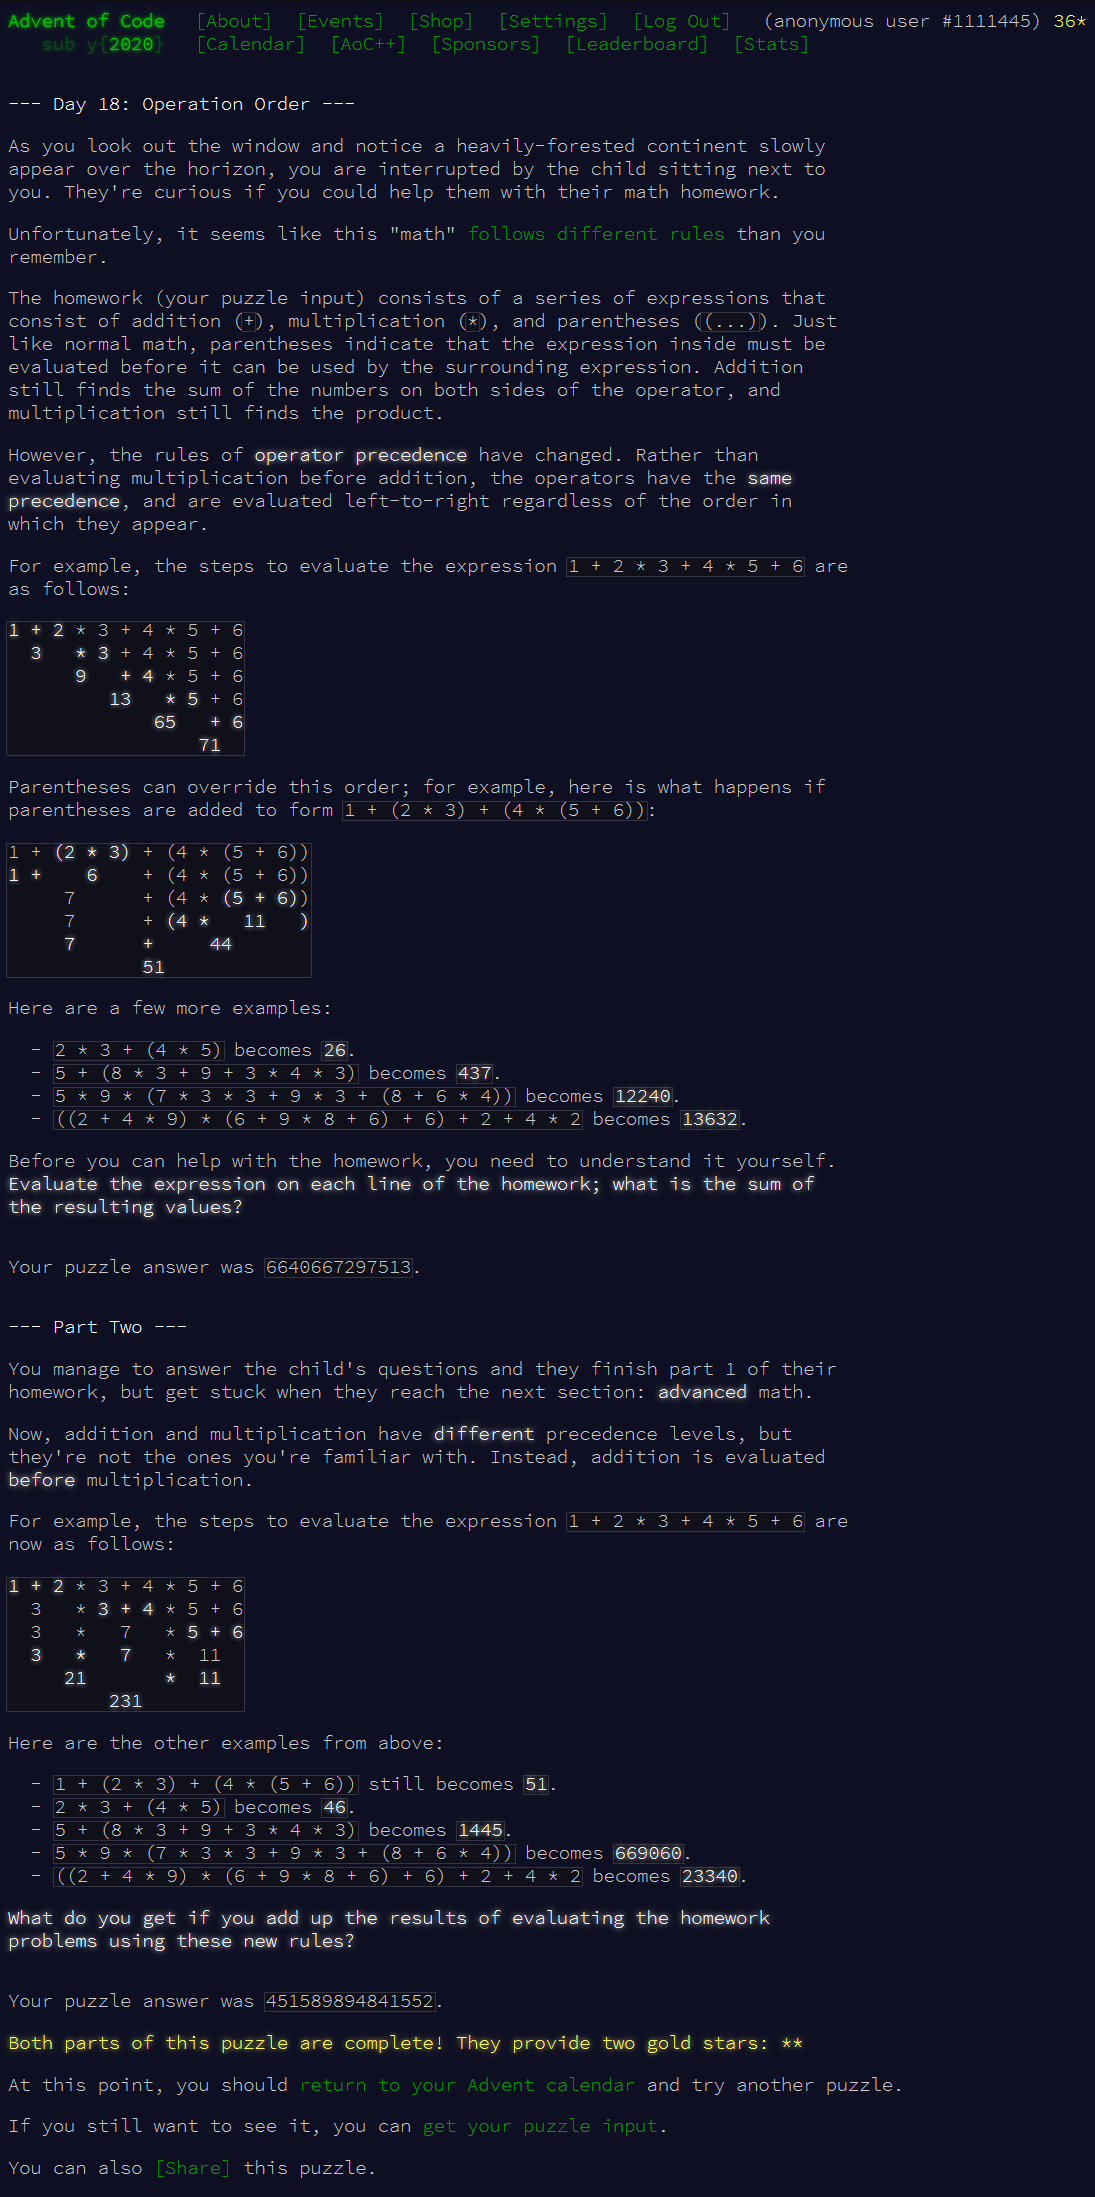 Advent of Code [About] [Events] [Shop] [Settings] [Log Out] (anonymous user #1111445) 36*
sub y{2020} [Calendar] [AoC++] [Sponsors] [Leaderboard] [Stats]
--- Day 18: Operation Order ---
As you look out the window and notice a heavily-forested continent slowly
appear over the horizon, you are interrupted by the child sitting next to
you. They're curious if you could help them with their math homework.
Unfortunately, it seems like this "math" follows different rules than you
remember.
The homework (your puzzle input) consists of a series of expressions that
consist of addition (+), multiplication (*), and parentheses ((...)). Just
like normal math, parentheses indicate that the expression inside must be
evaluated before it can be used by the surrounding expression. Addition
still finds the sum of the numbers on both sides of the operator, and
multiplication still finds the product.
However, the rules of operator precedence have changed. Rather than
evaluating multiplication before addition, the operators have the same
precedence, and are evaluated left-to-right regardless of the order in
which they appear.
For example, the steps to evaluate the expression 1 + 2 * 3 + 4 * 5 + 6 are
as follows:
1 + 2 * 3 + 4 * 5 + 6
  3   * 3 + 4 * 5 + 6
      9   + 4 * 5 + 6
         13   * 5 + 6
             65   + 6
                 71
Parentheses can override this order; for example, here is what happens if
parentheses are added to form 1 + (2 * 3) + (4 * (5 + 6)):
1 + (2 * 3) + (4 * (5 + 6))
1 +    6    + (4 * (5 + 6))
     7      + (4 * (5 + 6))
     7      + (4 *   11   )
     7      +     44
            51
Here are a few more examples:
- 2 * 3 + (4 * 5) becomes 26.
- 5 + (8 * 3 + 9 + 3 * 4 * 3) becomes 437.
- 5 * 9 * (7 * 3 * 3 + 9 * 3 + (8 + 6 * 4)) becomes 12240.
- ((2 + 4 * 9) * (6 + 9 * 8 + 6) + 6) + 2 + 4 * 2 becomes 13632.
Before you can help with the homework, you need to understand it yourself.
Evaluate the expression on each line of the homework; what is the sum of
the resulting values?
Your puzzle answer was 6640667297513.
--- Part Two ---
You manage to answer the child's questions and they finish part 1 of their
homework, but get stuck when they reach the next section: advanced math.
Now, addition and multiplication have different precedence levels, but
they're not the ones you're familiar with. Instead, addition is evaluated
before multiplication.
For example, the steps to evaluate the expression 1 + 2 * 3 + 4 * 5 + 6 are
now as follows:
1 + 2 * 3 + 4 * 5 + 6
  3   * 3 + 4 * 5 + 6
  3   *   7   * 5 + 6
  3   *   7   *  11
     21       *  11
         231
Here are the other examples from above:
- 1 + (2 * 3) + (4 * (5 + 6)) still becomes 51.
- 2 * 3 + (4 * 5) becomes 46.
- 5 + (8 * 3 + 9 + 3 * 4 * 3) becomes 1445.
- 5 * 9 * (7 * 3 * 3 + 9 * 3 + (8 + 6 * 4)) becomes 669060.
- ((2 + 4 * 9) * (6 + 9 * 8 + 6) + 6) + 2 + 4 * 2 becomes 23340.
What do you get if you add up the results of evaluating the homework
problems using these new rules?
Your puzzle answer was 451589894841552.
Both parts of this puzzle are complete! They provide two gold stars: **
At this point, you should return to your Advent calendar and try another puzzle.
If you still want to see it, you can get your puzzle input.
You can also [Share] this puzzle.